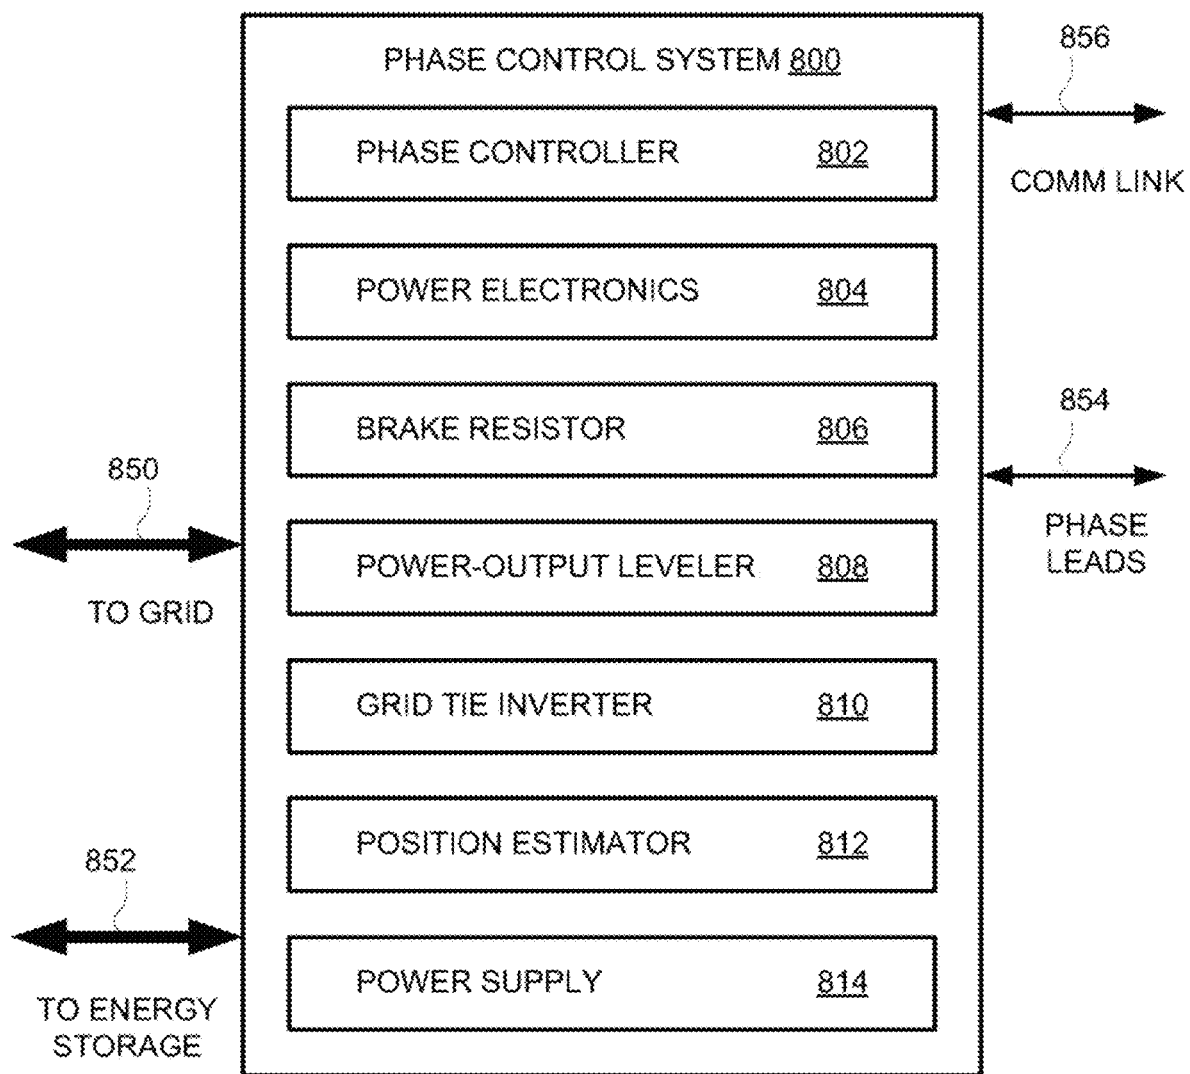 PHASE CONTROL SYSTEM 800
856
PHASE CONTROLLER 802
COMM LINK
POWER ELECTRONICS 804
854
BRAKE RESISTOR 806
850
PHASE
LEADS
POWER-OUTPUT LEVELER 808
TO GRID
GRID TIE INVERTER 810
POSITION ESTIMATOR 812
852
POWER SUPPLY 814
TO ENERGY
STORAGE